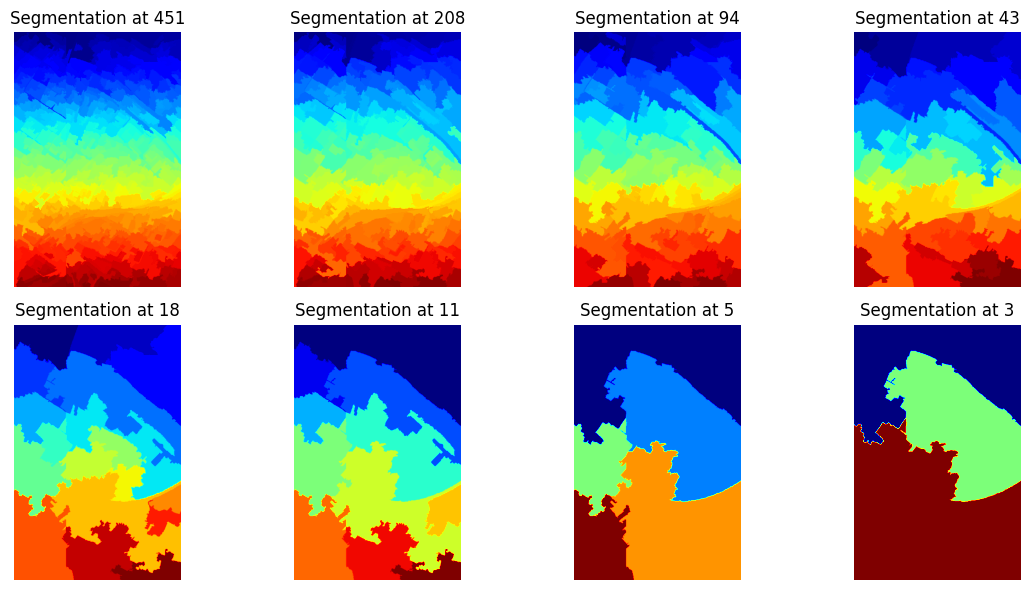 Segmentation at 451
Segmentation at 208
Segmentation at 94
Segmentation at 43
Segmentation at 18
Segmentation at 11
Segmentation at 5
Segmentation at 3